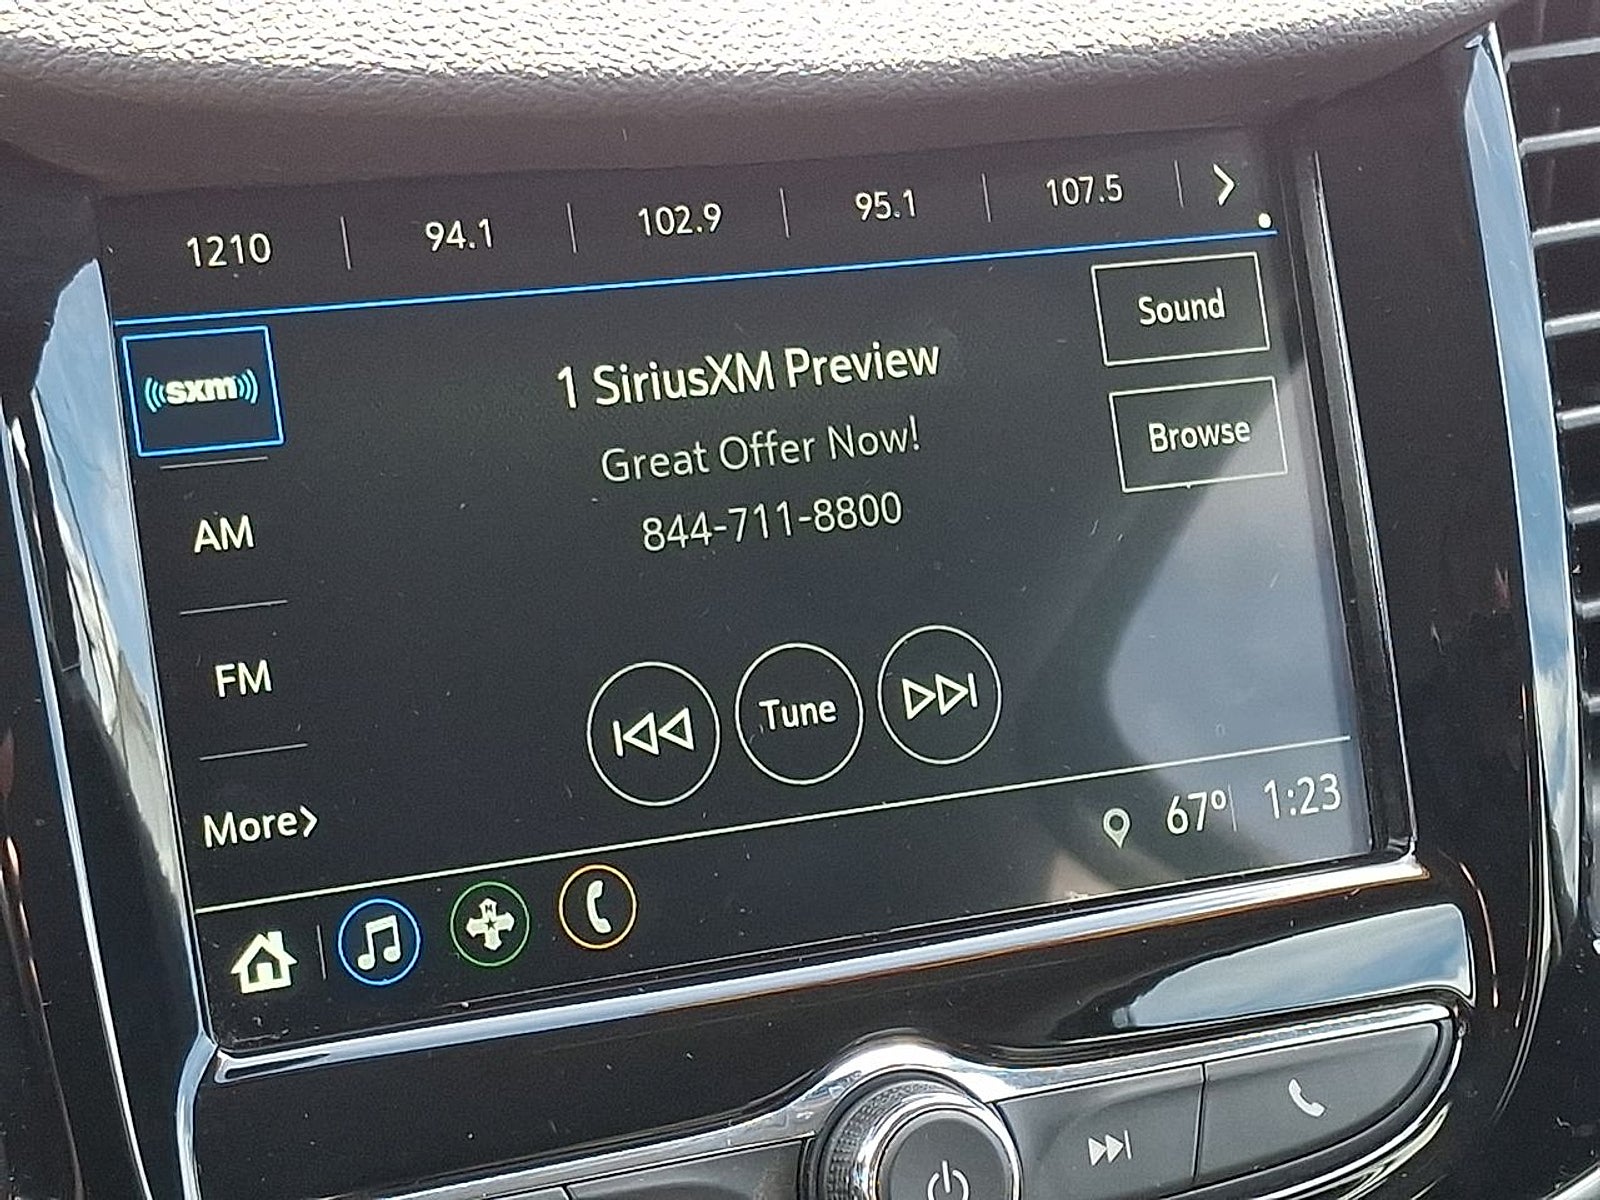 1210 94.1 102.9 95.1 107.5
Sound
((sxm))
1 SiriusXM Preview
Browse
Great Offer Now!
844-711-8800
AM
FM
Tune
More>
67° 1:23
N